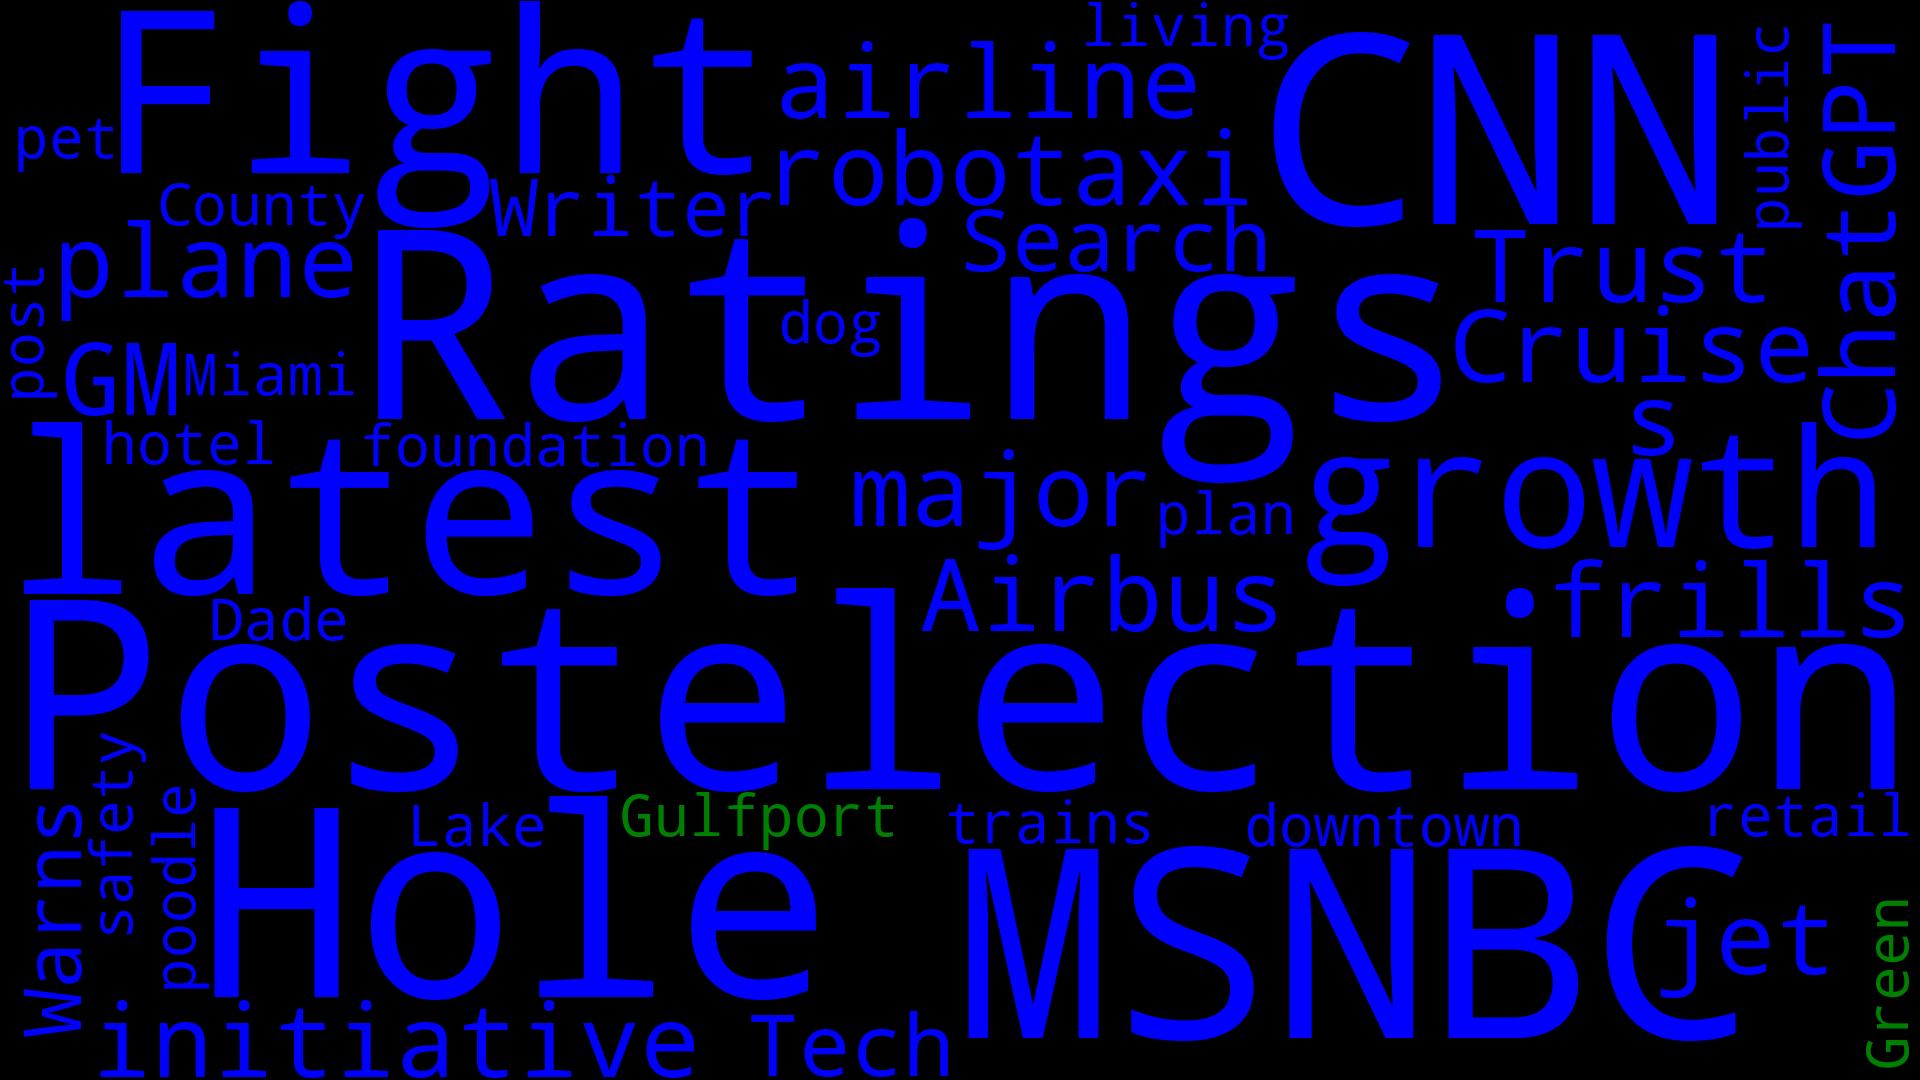 living
Fight
airline
CNN
public
ChatGPT
pet
robotaxi
County
Writer
Search
plane
Ratings
Trust
post
dog
Cruise
GM
Miami
s
hotel
foundation
latest
major
growth
plan
Airbus
frills
Dade
Postelection
safety
Warns
poodle
Hole
Lake
Gulfport
trains
downtown
retail
MSNBC
jet
Green
initiative
Tech